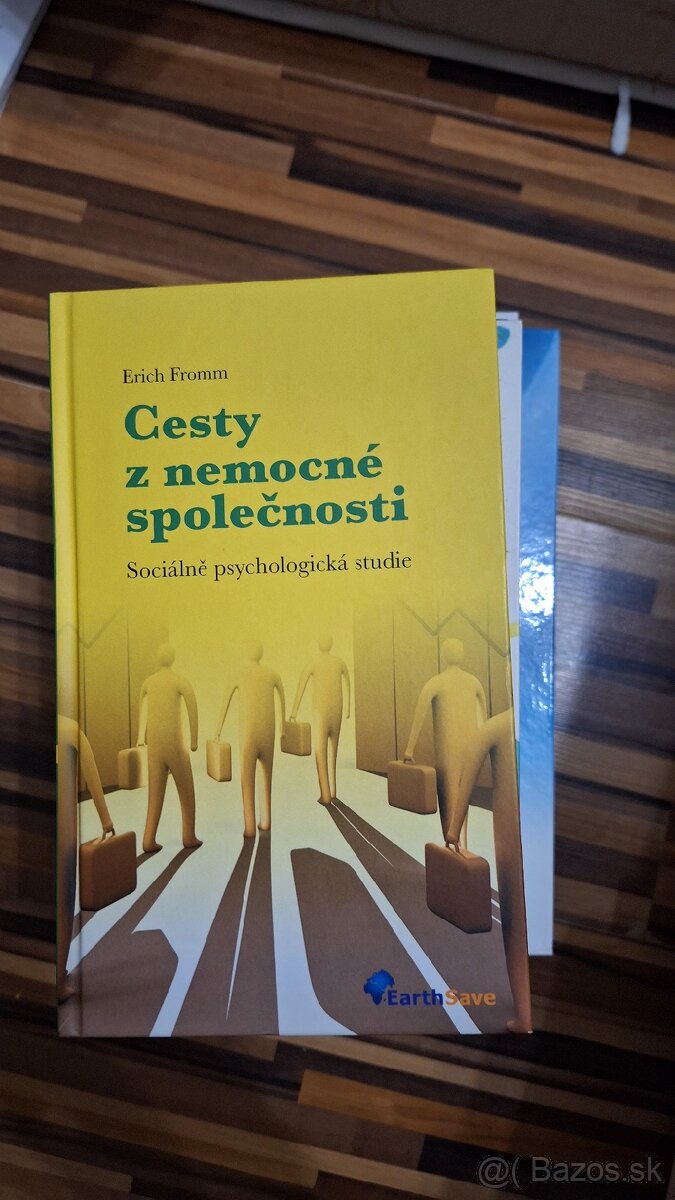 Erich Fromm
Cesty
z nemocné
společnosti
Sociálně psychologická studie
EarthSave
@( Bazos.sk